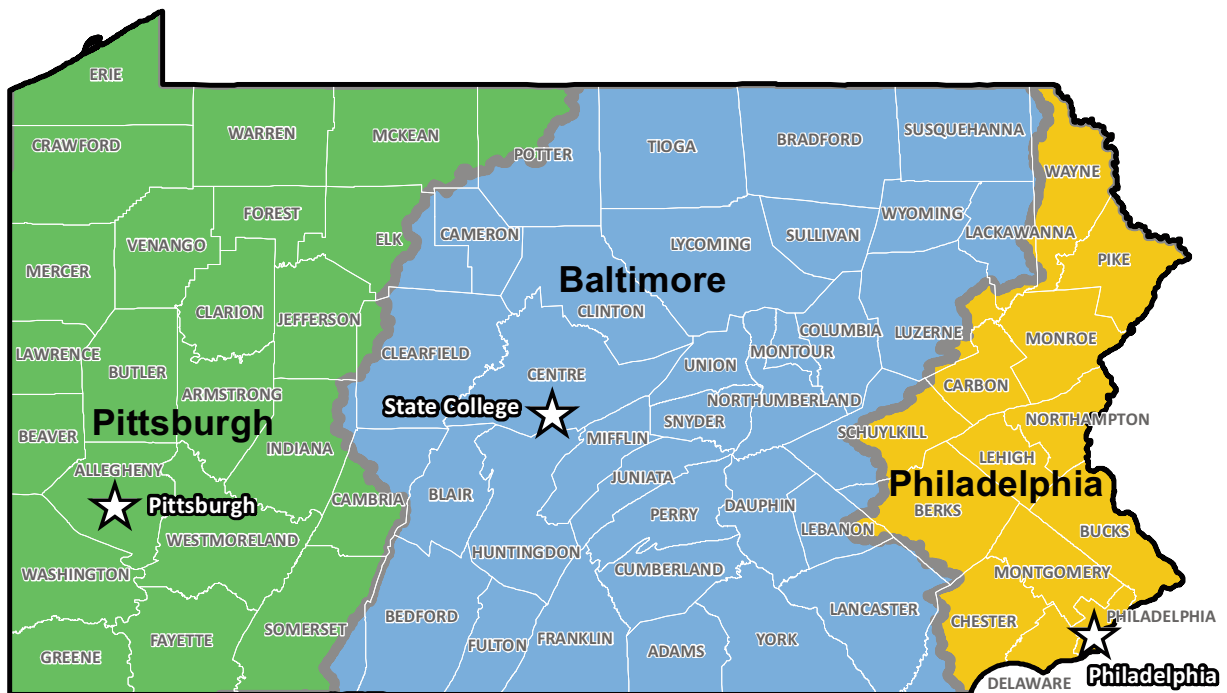 ERIE
WARREN
MCKEAN
CRAWFORD
POTTER
TIOGA
BRADFORD
SUSQUEHANNA
WAYNE
FOREST
VENANGO
ELK
CAMERON
LYCOMING
SULLIVAN
WYOMING
LACKAWANNA
PIKE
MERCER
Baltimore
CLARION
JEFFERSON
CLINTON
COLUMBIA
LUZERNE
MONROE
LAWRENCE
BUTLER
CLEARFIELD
UNION
MONTOUR
CENTRE
CARBON
ARMSTRONG
State College
NORTHUMBERLAND
Pittsburgh
SNYDER
NORTHAMPTON
BEAVER
INDIANA
MIFFLIN
SCHUYLKILL
LEHIGH
ALLEGHENY
JUNIATA
Philadelphia
Pittsburgh
CAMBRIA
BLAIR
PERRY
DAUPHIN
BERKS
WESTMORELAND
LEBANON
BUCKS
HUNTINGDON
CUMBERLAND
WASHINGTON
MONTGOMERY
BEDFORD
LANCASTER
PHILADELPHIA
SOMERSET
CHESTER
FAYETTE
FULTON
FRANKLIN
YORK
GREENE
ADAMS
Philadelphia
DELAWARE